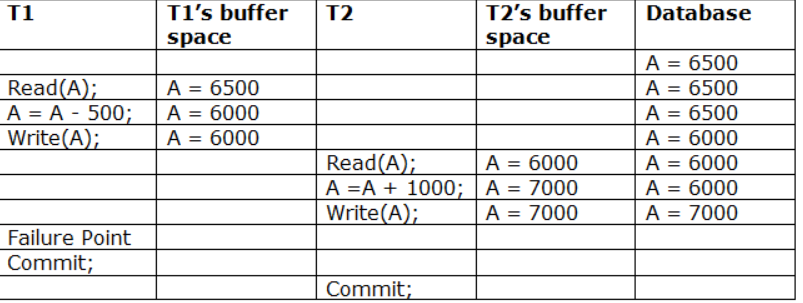 T1 T1’s buffer space T2 T2’s buffer space Database
A = 6500
Read(A); A = 6500 A = 6500
A = A - 500; A = 6000 A = 6500
Write(A); A = 6000 A = 6000
Read(A); A = 6000 A = 6000
A =A + 1000; A = 7000 A = 6000
Write(A); A = 7000 A = 7000
Failure Point
Commit;
Commit;